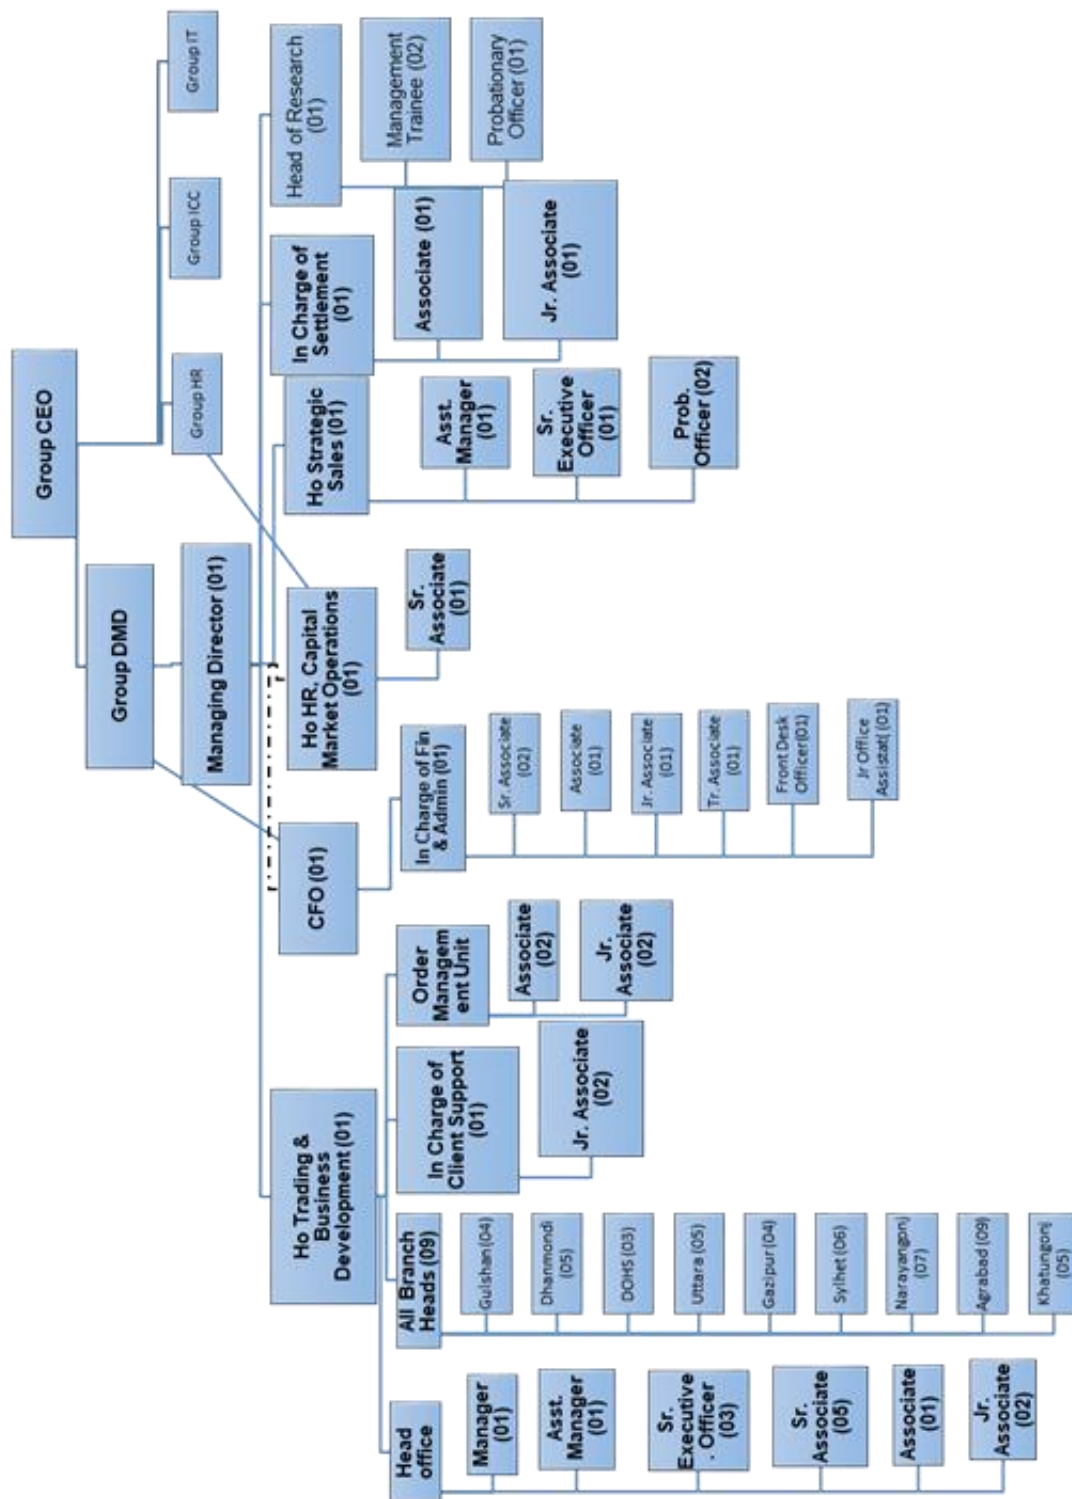 Group CEO
Group DMD
Managing Director (01)
Group HR
Group ICC
Group IT
Ho Trading &
Business
Development (01)
CFO (01)
Ho HR, Capital
Market Operations
(01)
Ho Strategic
Sales (01)
In Charge of
Settlement
(01)
Head of Research
(01)
Head
office
Manager
(01)
Asst.
Manager
(01)
Sr.
Executive
. Officer
(03)
Sr.
Associate
(05)
Associate
(01)
Jr.
Associate
(02)
All Branch
Heads (09)
Gulshan (04)
Dhanmondi
(05)
DOHS (03)
Uttara (05)
Gazipur (04)
Sylhet (06)
Narayangonj
(07)
Agrabad (09)
Khatungonj
(05)
In Charge of
Client Support
(01)
Jr. Associate
(02)
Order
Managem
ent Unit
Associate
(02)
Jr.
Associate
(02)
In Charge of Fin
& Admin (01)
Sr. Associate
(02)
Associate
(01)
Jr. Associate
(01)
Tr. Associate
(01)
Front Desk
Officer(01)
Jr Office
Assistat( (01)
Sr.
Associate
(01)
Asst.
Manager
(01)
Sr.
Executive
Officer
(01)
Prob.
Officer (02)
Associate (01)
Jr. Associate
(01)
Management
Trainee (02)
Probationary
Officer (01)